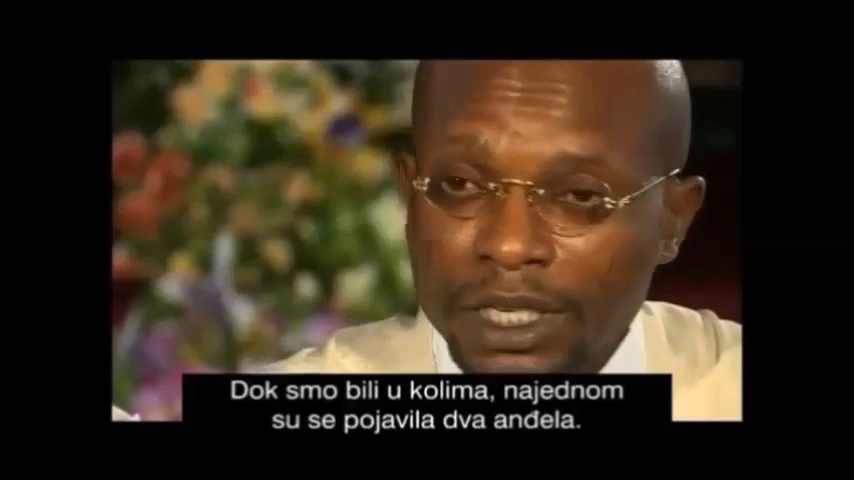 Dok smo bili u kolima, najednom
su se pojavila dva anđela.